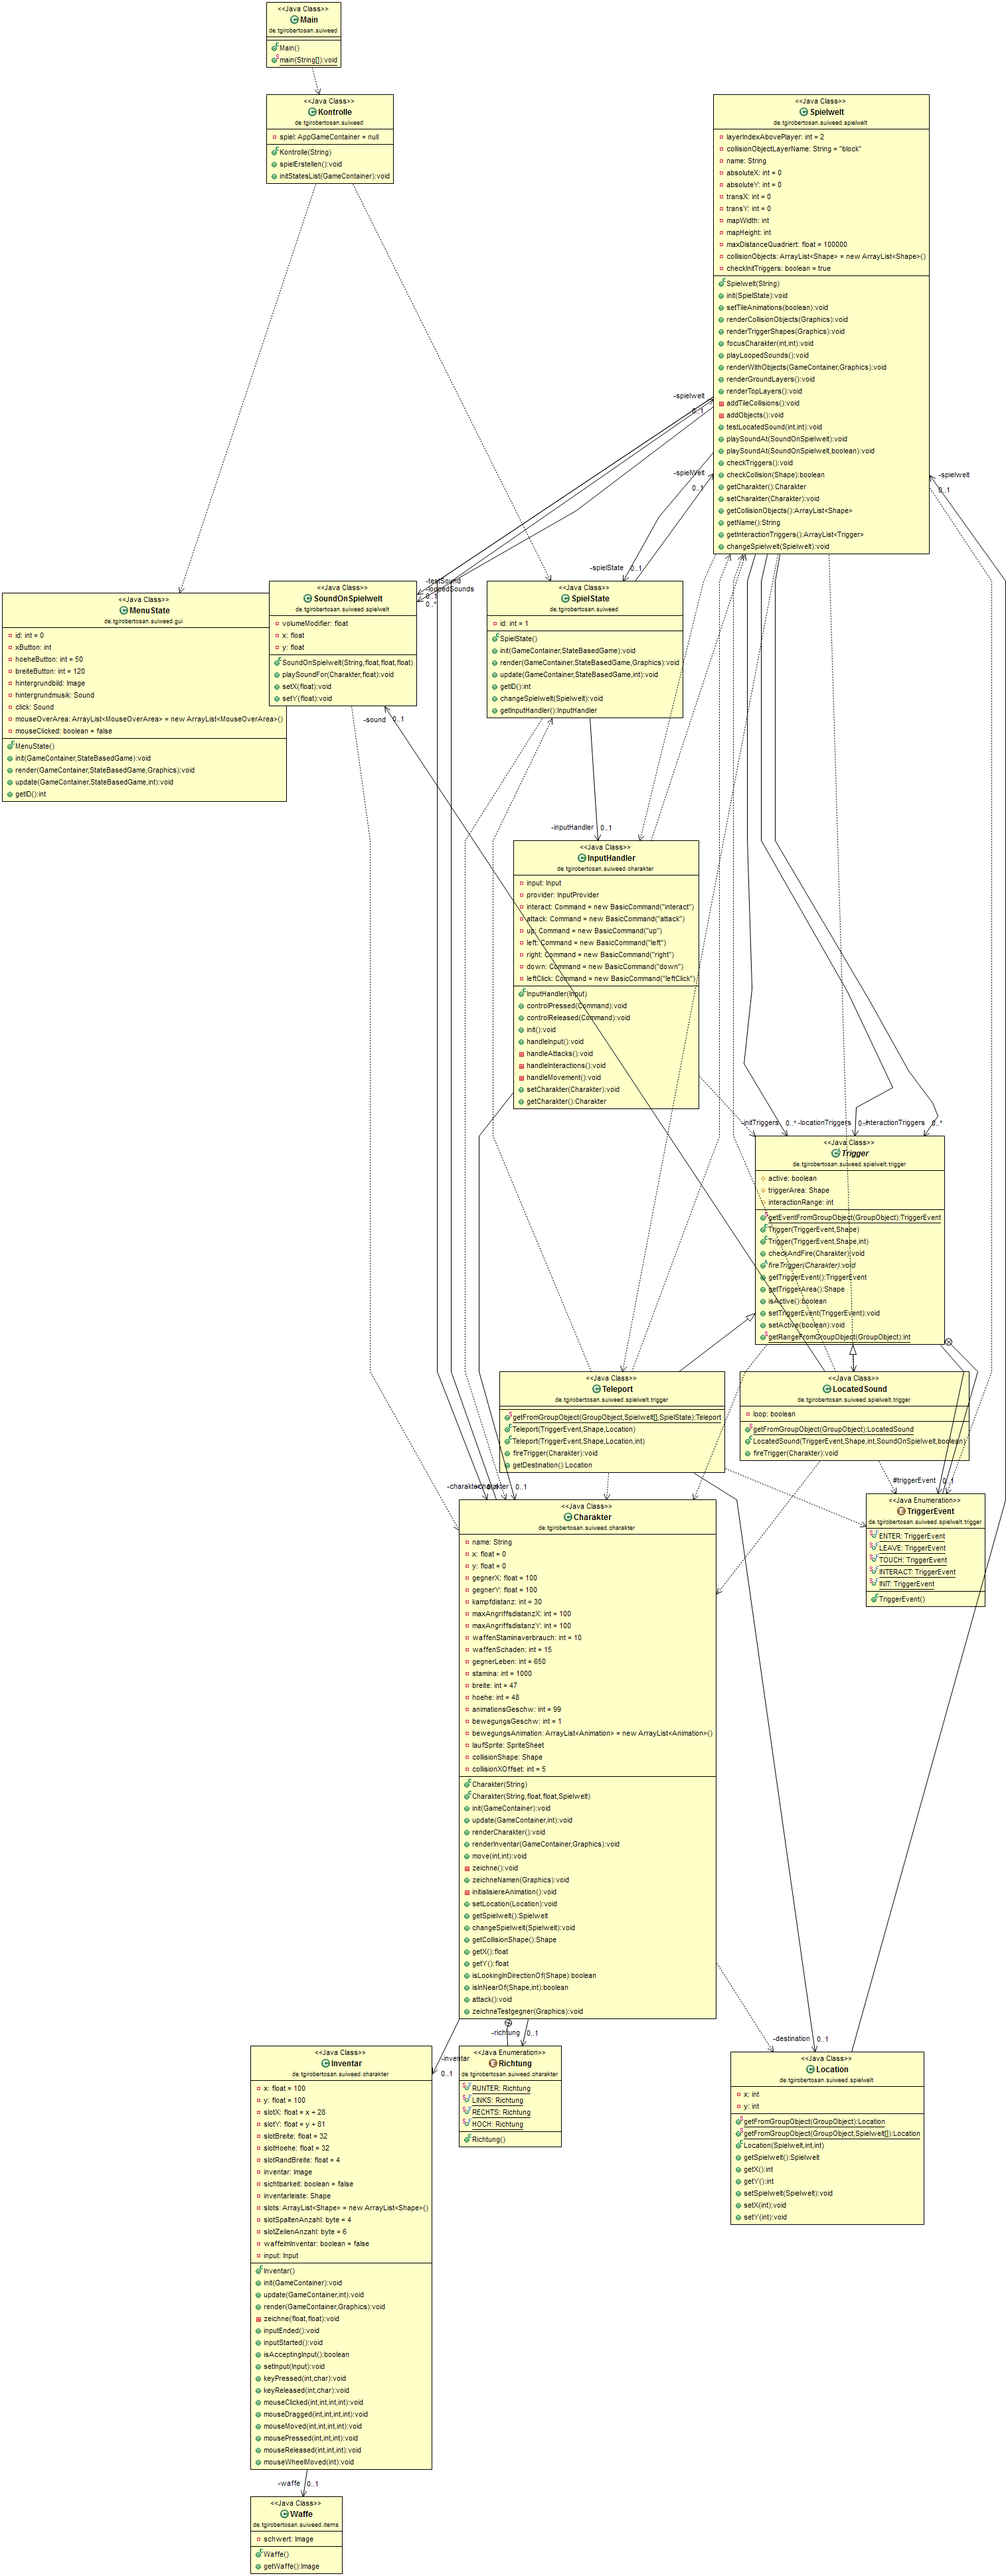 <<Java Class>>
Main
de.tgirobertosan.suiweed
Main()
main(String[]):void
<<Java Class>>
Kontrolle
de.tgirobertosan.suiweed
spiel: AppGameContainer = null
Kontrolle(String)
spielErstellen():void
initStatesList(GameContainer):void
<<Java Class>>
Spielwelt
de.tgirobertosan.suiweed.spielwelt
layerIndexAbovePlayer: int = 2
collisionObjectLayerName: String = "block"
name: String
absoluteX: int = 0
absoluteY: int = 0
transX: int = 0
transY: int = 0
mapWidth: int
mapHeight: int
maxDistanceQuadriert: float = 100000
collisionObjects: ArrayList<Shape> = new ArrayList<Shape>()
checkInitTriggers: boolean = true
Spielwelt(String)
init(SpielState):void
setTileAnimations(boolean):void
renderCollisionObjects(Graphics):void
renderTriggerShapes(Graphics):void
focusCharakter(int,int):void
playLoopedSounds():void
renderWithObjects(GameContainer,Graphics):void
renderGroundLayers():void
renderTopLayers():void
addTileCollisions():void
addObjects():void
testLocatedSound(int,int):void
playSoundAt(SoundOnSpielwelt):void
playSoundAt(SoundOnSpielwelt,boolean):void
checkTriggers():void
checkCollision(Shape):boolean
getCharakter():Charakter
setCharakter(Charakter):void
getCollisionObjects():ArrayList<Shape>
getName():String
getInteractionTriggers():ArrayList<Trigger>
changeSpielwelt(Spielwelt):void
-spielwelt
0..1
-spielWelt
0..1
-spielwelt
0..1
-spielState
0..1
-testSound
-loopedSounds
0..1
0..*
<<Java Class>>
MenuState
de.tgirobertosan.suiweed.gui
id: int = 0
xButton: int
hoeheButton: int = 50
breiteButton: int = 120
hintergrundbild: Image
hintergrundmusik: Sound
click: Sound
mouseOverArea: ArrayList<MouseOverArea> = new ArrayList<MouseOverArea>()
mouseClicked: boolean = false
MenuState()
init(GameContainer,StateBasedGame):void
render(GameContainer,StateBasedGame,Graphics):void
update(GameContainer,StateBasedGame,int):void
getID():int
<<Java Class>>
SoundOnSpielwelt
de.tgirobertosan.suiweed.spielwelt
volumeModifier: float
x: float
y: float
SoundOnSpielwelt(String,float,float,float)
playSoundFor(Charakter,float):void
setX(float):void
setY(float):void
-sound
0..1
<<Java Class>>
SpielState
de.tgirobertosan.suiweed
id: int = 1
SpielState()
init(GameContainer,StateBasedGame):void
render(GameContainer,StateBasedGame,Graphics):void
update(GameContainer,StateBasedGame,int):void
getID():int
changeSpielwelt(Spielwelt):void
getInputHandler():InputHandler
-inputHandler
0..1
<<Java Class>>
InputHandler
de.tgirobertosan.suiweed.charakter
input: Input
provider: InputProvider
interact: Command = new BasicCommand("interact")
attack: Command = new BasicCommand("attack")
up: Command = new BasicCommand("up")
left: Command = new BasicCommand("left")
right: Command = new BasicCommand("right")
down: Command = new BasicCommand("down")
leftClick: Command = new BasicCommand("leftClick")
InputHandler(Input)
controlPressed(Command):void
controlReleased(Command):void
init():void
handleInput():void
handleAttacks():void
handleInteractions():void
handleMovement():void
setCharakter(Charakter):void
getCharakter():Charakter
-initTriggers
0..*
-locationTriggers
-interactionTriggers
0..*
<<Java Class>>
Trigger
de.tgirobertosan.suiweed.spielwelt.trigger
active: boolean
triggerArea: Shape
interactionRange: int
getEventFromGroupObject(GroupObject):TriggerEvent
Trigger(TriggerEvent,Shape)
Trigger(TriggerEvent,Shape,int)
checkAndFire(Charakter):void
fireTrigger(Charakter):void
getTriggerEvent():TriggerEvent
getTriggerArea():Shape
isActive():boolean
setTriggerEvent(TriggerEvent):void
setActive(boolean):void
getRangeFromGroupObject(GroupObject):int
<<Java Class>>
Teleport
de.tgirobertosan.suiweed.spielwelt.trigger
getFromGroupObject(GroupObject,Spielwelt[],SpielState):Teleport
Teleport(TriggerEvent,Shape,Location)
Teleport(TriggerEvent,Shape,Location,int)
fireTrigger(Charakter):void
getDestination():Location
<<Java Class>>
LocatedSound
de.tgirobertosan.suiweed.spielwelt.trigger
loop: boolean
getFromGroupObject(GroupObject):LocatedSound
LocatedSound(TriggerEvent,Shape,int,SoundOnSpielwelt,boolean)
fireTrigger(Charakter):void
#triggerEvent
0..1
<<Java Enumeration>>
TriggerEvent
de.tgirobertosan.suiweed.spielwelt.trigger
ENTER: TriggerEvent
LEAVE: TriggerEvent
TOUCH: TriggerEvent
INTERACT: TriggerEvent
INIT: TriggerEvent
TriggerEvent()
-charakter
0..1
<<Java Class>>
Charakter
de.tgirobertosan.suiweed.charakter
name: String
x: float = 0
y: float = 0
gegnerX: float = 100
gegnerY: float = 100
kampfdistanz: int = 30
maxAngriffsdistanzX: int = 100
maxAngriffsdistanzY: int = 100
waffenStaminaverbrauch: int = 10
waffenSchaden: int = 15
gegnerLeben: int = 650
stamina: int = 1000
breite: int = 47
hoehe: int = 48
animationsGeschw: int = 99
bewegungsGeschw: int = 1
bewegungsAnimation: ArrayList<Animation> = new ArrayList<Animation>()
laufSprite: SpriteSheet
collisionShape: Shape
collisionXOffset: int = 5
Charakter(String)
Charakter(String,float,float,Spielwelt)
init(GameContainer):void
update(GameContainer,int):void
renderCharakter():void
renderInventar(GameContainer,Graphics):void
move(int,int):void
zeichne():void
zeichneNamen(Graphics):void
initialisiereAnimation():void
setLocation(Location):void
getSpielwelt():Spielwelt
changeSpielwelt(Spielwelt):void
getCollisionShape():Shape
getX():float
getY():float
isLookingInDirectionOf(Shape):boolean
isInNearOf(Shape,int):boolean
attack():void
zeichneTestgegner(Graphics):void
-richtung
0..1
-destination
0..1
-inventar
0..1
<<Java Class>>
Inventar
de.tgirobertosan.suiweed.charakter
x: float = 100
y: float = 100
slotX: float = x + 28
slotY: float = y + 81
slotBreite: float = 32
slotHoehe: float = 32
slotRandBreite: float = 4
inventar: Image
sichtbarkeit: boolean = false
inventarleiste: Shape
slots: ArrayList<Shape> = new ArrayList<Shape>()
slotSpaltenAnzahl: byte = 4
slotZeilenAnzahl: byte = 6
waffeImInventar: boolean = false
input: Input
Inventar()
init(GameContainer):void
update(GameContainer,int):void
render(GameContainer,Graphics):void
zeichne(float,float):void
inputEnded():void
inputStarted():void
isAcceptingInput():boolean
setInput(Input):void
keyPressed(int,char):void
keyReleased(int,char):void
mouseClicked(int,int,int,int):void
mouseDragged(int,int,int,int):void
mouseMoved(int,int,int,int):void
mousePressed(int,int,int):void
mouseReleased(int,int,int):void
mouseWheelMoved(int):void
<<Java Enumeration>>
Richtung
de.tgirobertosan.suiweed.charakter
RUNTER: Richtung
LINKS: Richtung
RECHTS: Richtung
HOCH: Richtung
Richtung()
<<Java Class>>
Location
de.tgirobertosan.suiweed.spielwelt
x: int
y: int
getFromGroupObject(GroupObject):Location
getFromGroupObject(GroupObject,Spielwelt[]):Location
Location(Spielwelt,int,int)
getSpielwelt():Spielwelt
getX():int
getY():int
setSpielwelt(Spielwelt):void
setX(int):void
setY(int):void
-waffe
0..1
<<Java Class>>
Waffe
de.tgirobertosan.suiweed.items
schwert: Image
Waffe()
getWaffe():Image